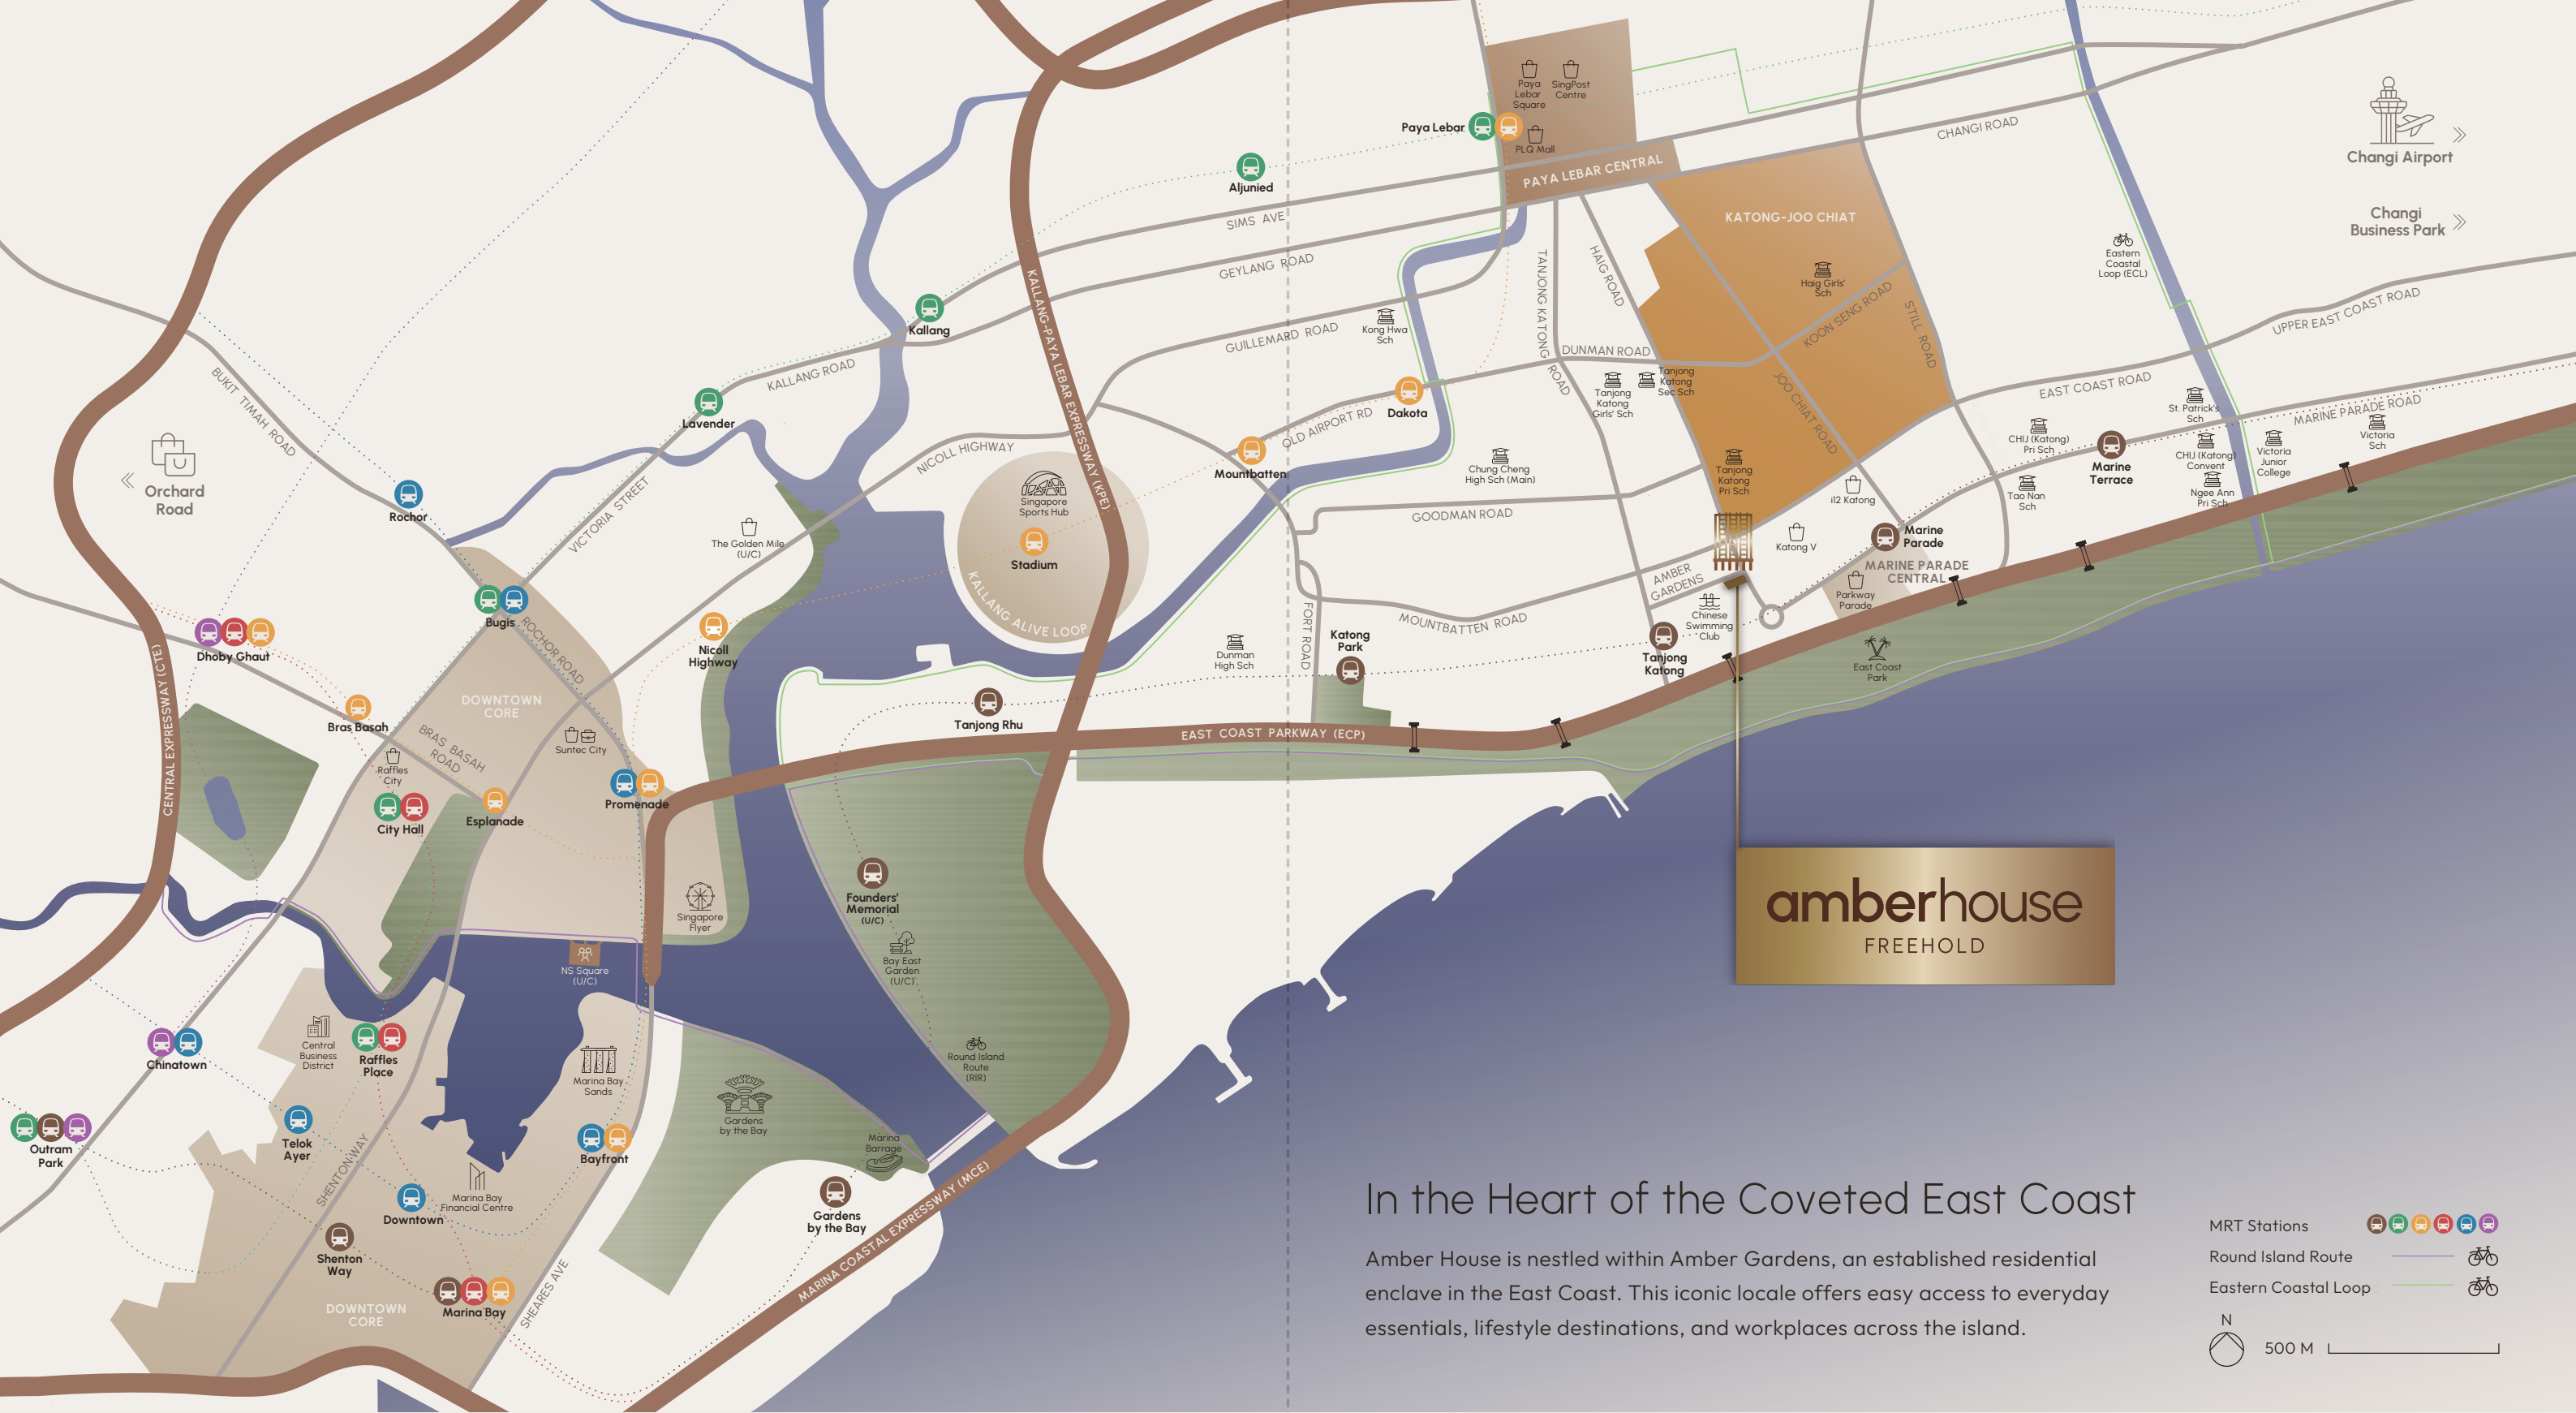 Paya
Lebar
Square
SingPost
Centre
Paya Lebar
PLQ Mall
PAYA LEBAR CENTRAL
CHANGI ROAD
Changi Airport
Changi
Business Park
Aljunied
SIMS AVE
GEYLANG ROAD
KATONG-JOO CHIAT
Haig Girls'
Sch
KOON SENG ROAD
STILL ROAD
Eastern
Coastal
Loop (ECL)
UPPER EAST COAST ROAD
TANJONG KATONG ROAD
HAIG ROAD
Kallang
KALLANG-PAYA LEBAR EXPRESSWAY (KPE)
GUILLEMARD ROAD
Kong Hwa
Sch
DUNMAN ROAD
JOO CHIAT ROAD
KALLANG ROAD
Lavender
Dakota
OLD AIRPORT RD
Mountbatten
Tanjong
Katong
Girls' Sch
Tanjong
Katong
Sec Sch
EAST COAST ROAD
MARINE PARADE ROAD
St. Patrick's
Sch
CHIJ (Katong)
Pri Sch
CHIJ (Katong)
Convent
Victoria
Junior
College
Victoria
Sch
Ngee Ann
Pri Sch
Tao Nan
Sch
Marine
Terrace
BUKIT TIMAH ROAD
Orchard
Road
Rochor
VICTORIA STREET
NICOLL HIGHWAY
Singapore
Sports Hub
Stadium
KALLANG ALIVE LOOP
The Golden Mile
(U/C)
Chung Cheng
High Sch (Main)
GOODMAN ROAD
Tanjong
Katong
Pri Sch
i12 Katong
Katong V
Marine
Parade
MARINE PARADE
CENTRAL
Parkway
Parade
AMBER
GARDENS
Chinese
Swimming
Club
MOUNTBATTEN ROAD
FORT ROAD
Katong
Park
Tanjong
Katong
East Coast
Park
Dunman
High Sch
Bugis
ROCHOR ROAD
Dhoby Ghaut
Nicoll
Highway
DOWNTOWN
CORE
Bras Basah
BRAS BASAH
ROAD
Raffles
City
Suntec City
Tanjong Rhu
EAST COAST PARKWAY (ECP)
CENTRAL EXPRESSWAY (CTE)
City Hall
Esplanade
Promenade
Singapore
Flyer
Founders'
Memorial
(U/C)
Bay East
Garden
(U/C)
NS Square
(U/C)
amberhouse
FREEHOLD
Chinatown
Central
Business
District
Raffles
Place
Marina Bay
Sands
Round Island
Route
(RIR)
Gardens
by the Bay
Marina
Barrage
Outram
Park
Telok
Ayer
Bayfront
SHENTON WAY
Marina Bay
Financial Centre
Downtown
Gardens
by the Bay
MARINA COASTAL EXPRESSWAY (MCE)
Shenton
Way
Marina Bay
SHEARES AVE
DOWNTOWN
CORE
In the Heart of the Coveted East Coast
Amber House is nestled within Amber Gardens, an established residential
enclave in the East Coast. This iconic locale offers easy access to everyday
essentials, lifestyle destinations, and workplaces across the island.
MRT Stations
Round Island Route
Eastern Coastal Loop
N
500 M